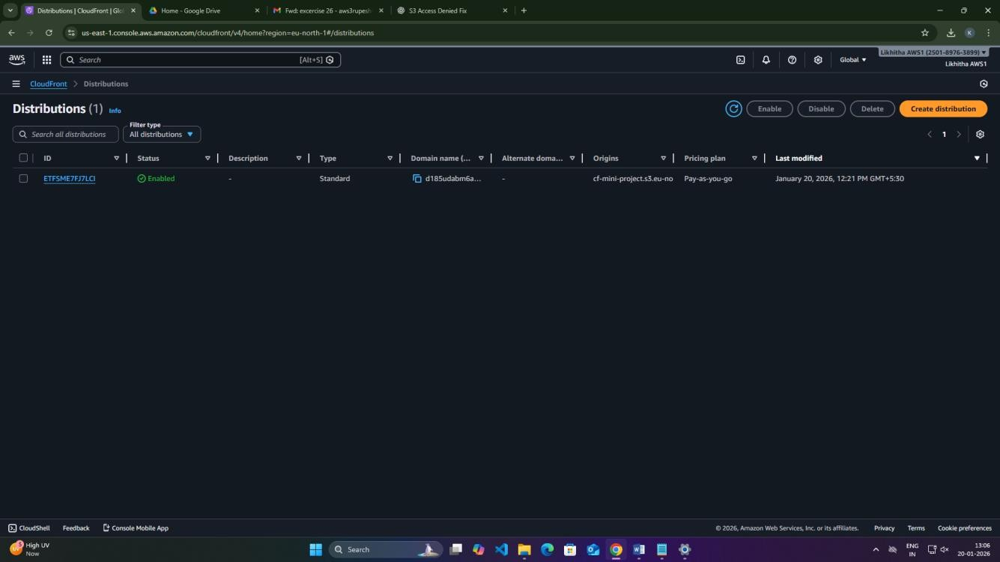 Distributions | CloudFront | Glo
Home - Google Drive
Fwd: excercise 26 - aws3rupesh
S3 Access Denied Fix
us-east-1.console.aws.amazon.com/cloudfront/v4/home?region=eu-north-1#/distributions
K
aws
Search
[Alt+S]
Global
Likhitha AWS1 (2501-8976-3899)
Likhitha AWS1
CloudFront
Distributions
Distributions (1) Info
Enable
Disable
Delete
Create distribution
Search all distributions
Filter type
All distributions
1
ID
Status
Description
Type
Domain name (...
Alternate doma...
Origins
Pricing plan
Last modified
ETFSME7FJ7LCI
Enabled
-
Standard
d185udabm6a...
-
cf-mini-project.s3.eu-no
Pay-as-you-go
January 20, 2026, 12:21 PM GMT+5:30
CloudShell
Feedback
Console Mobile App
© 2026, Amazon Web Services, Inc. or its affiliates.
Privacy
Terms
Cookie preferences
High UV
Now
Search
ENG
IN
13:06
20-01-2026